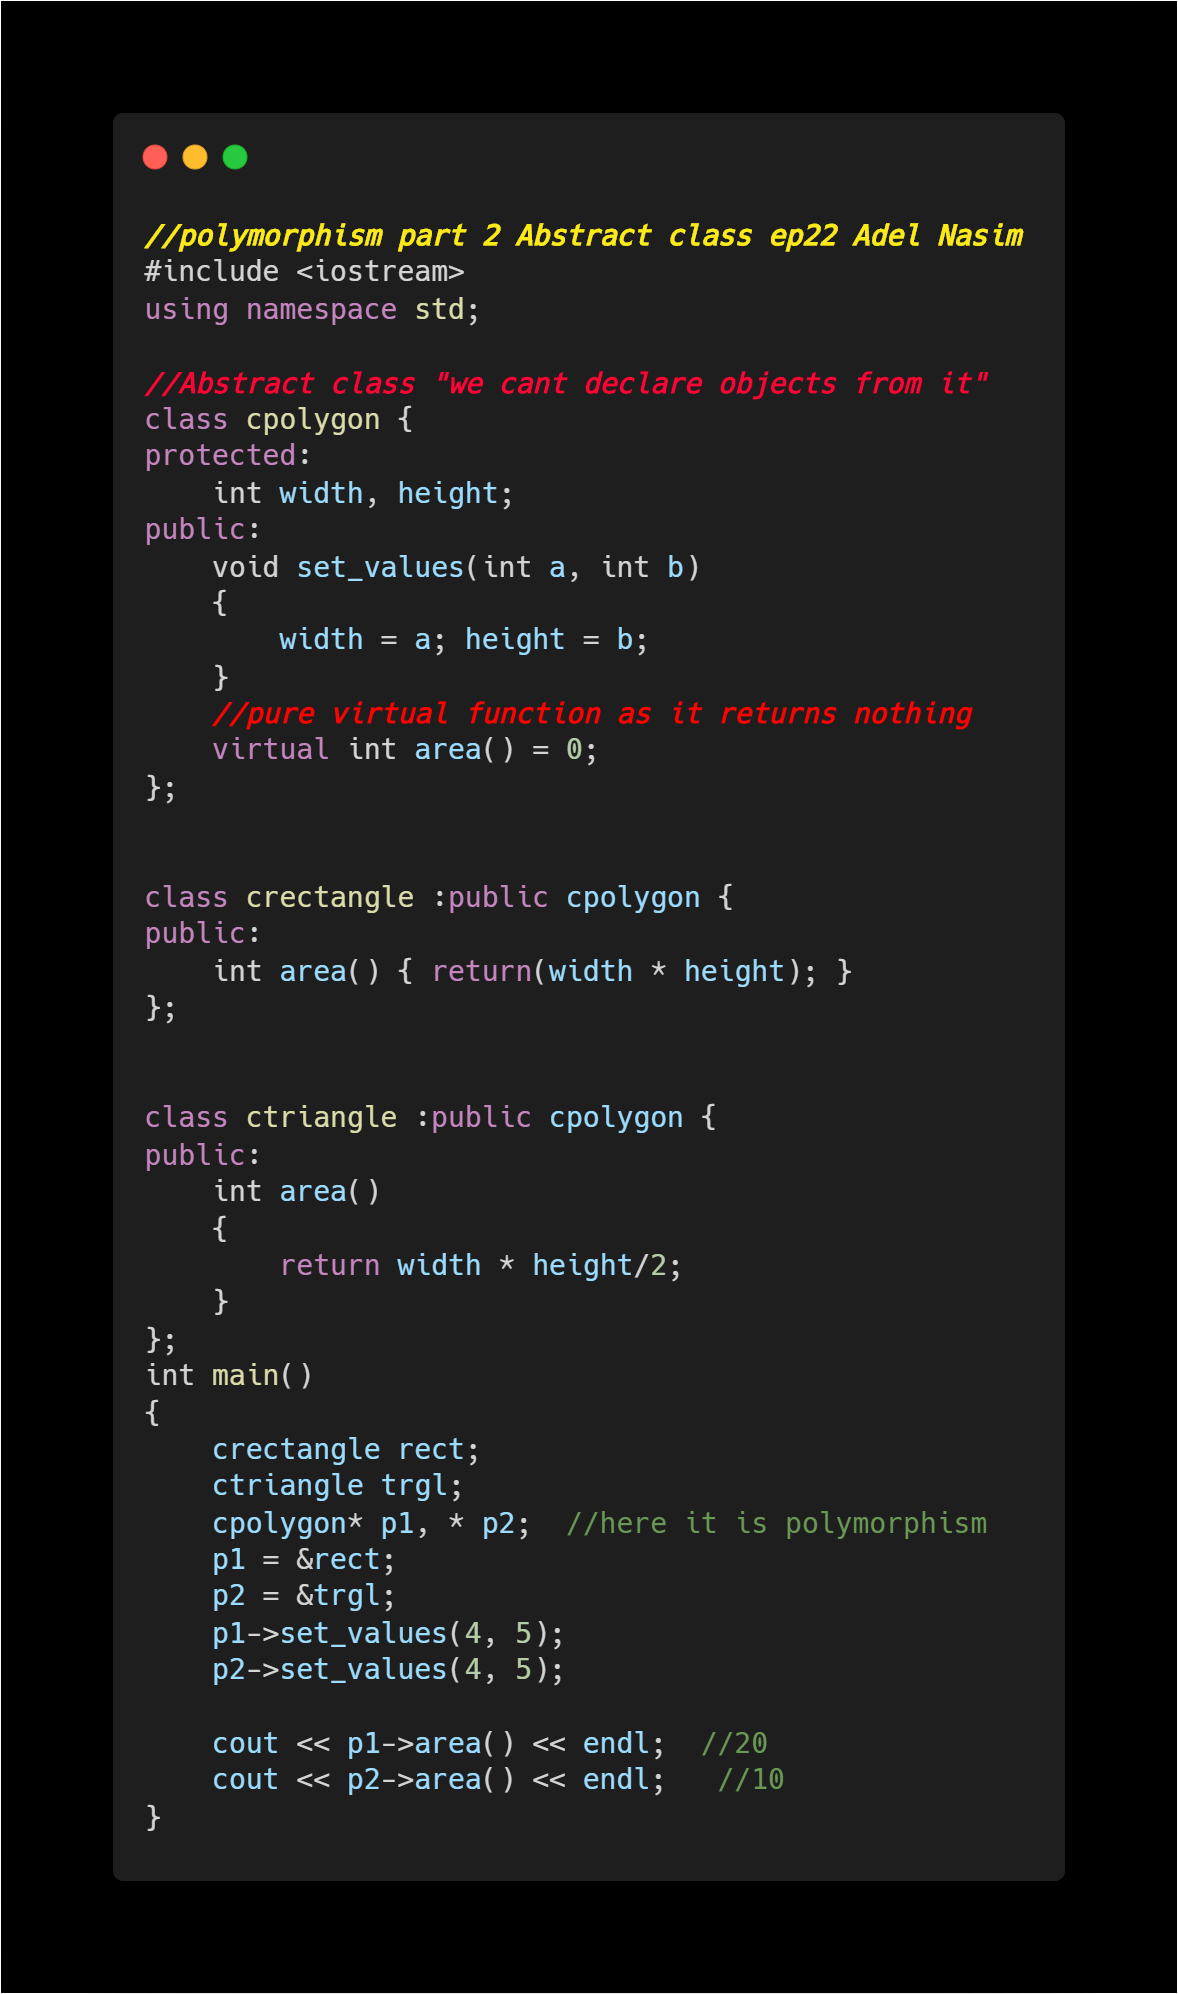 //polymorphism part 2 Abstract class ep22 Adel Nasim
#include <iostream>
using namespace std;

//Abstract class "we cant declare objects from it"
class cpolygon {
protected:
    int width, height;
public:
    void set_values(int a, int b)
    {
        width = a; height = b;
    }
    //pure virtual function as it returns nothing
    virtual int area() = 0;
};


class crectangle :public cpolygon {
public:
    int area() { return(width * height); }
};


class ctriangle :public cpolygon {
public:
    int area()
    {
        return width * height/2;
    }
};
int main()
{
    crectangle rect;
    ctriangle trgl;
    cpolygon* p1, * p2;  //here it is polymorphism
    p1 = &rect;
    p2 = &trgl;
    p1->set_values(4, 5);
    p2->set_values(4, 5);

    cout << p1->area() << endl;  //20
    cout << p2->area() << endl;   //10
}